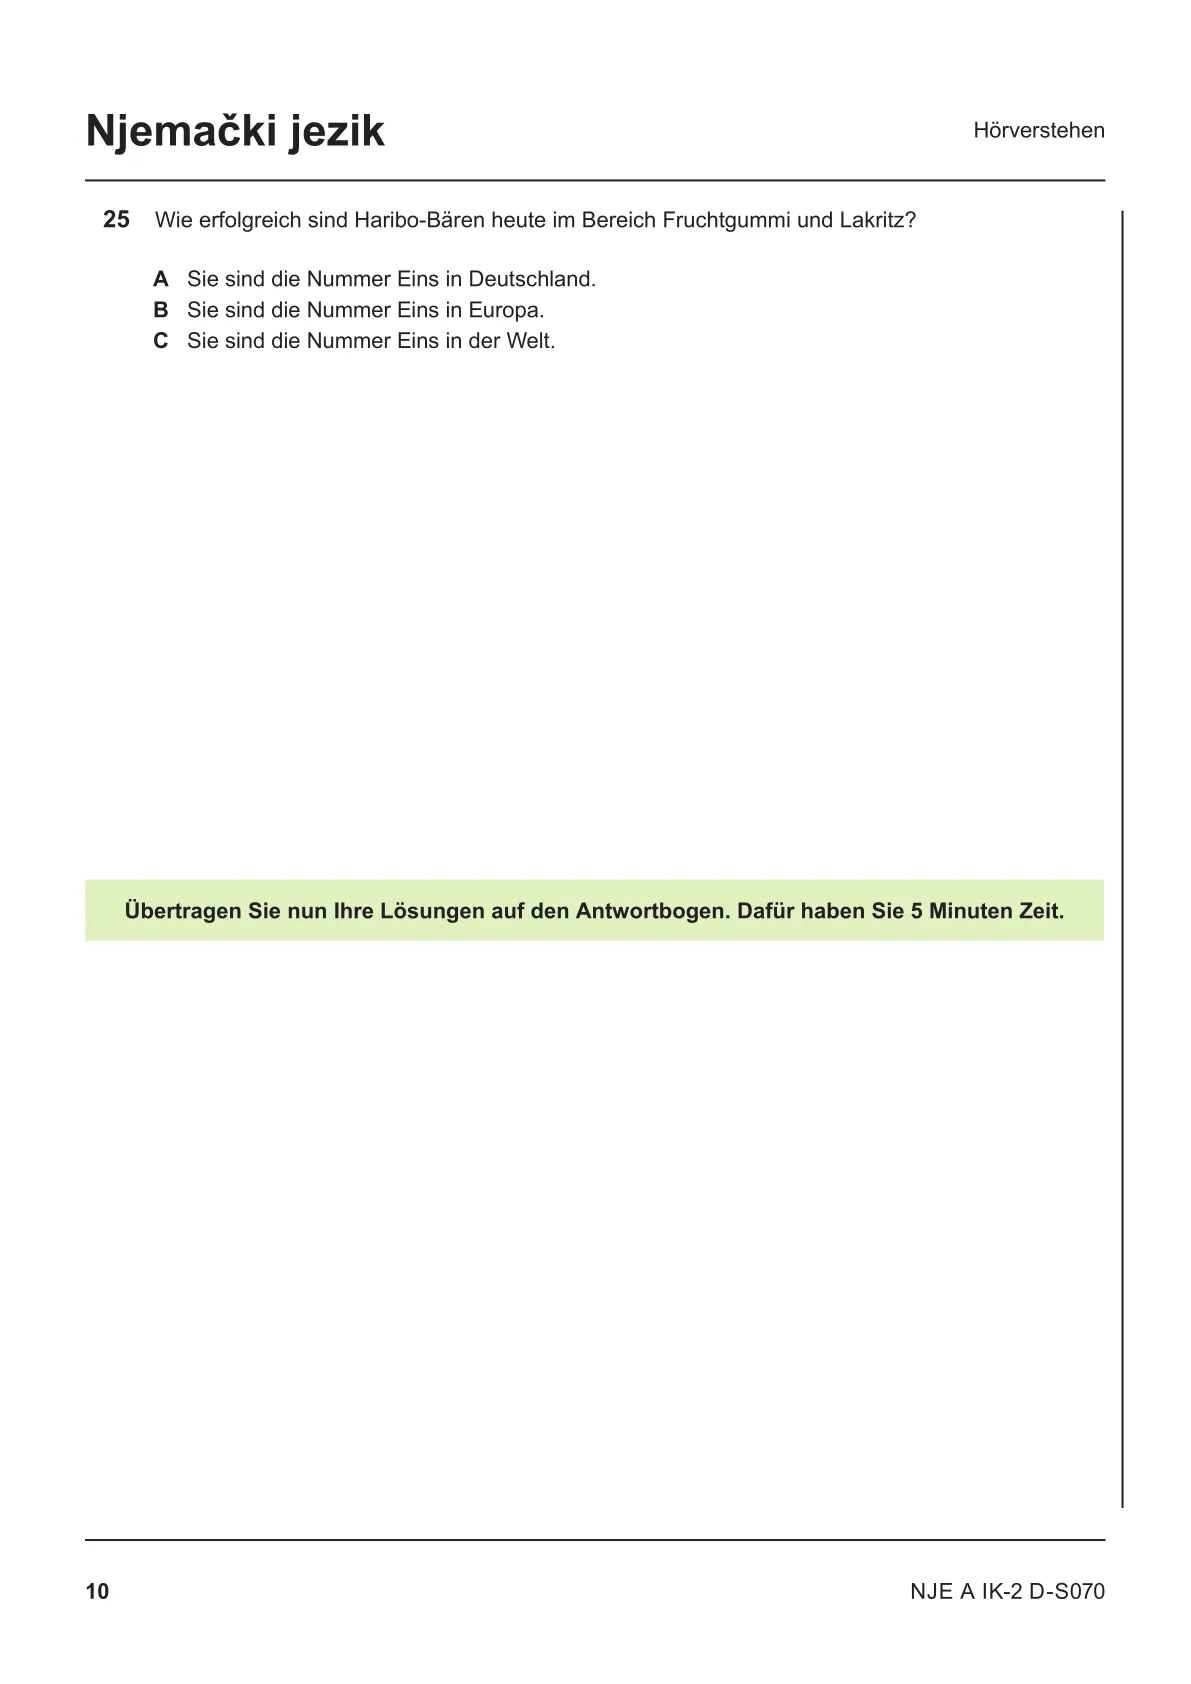 Njemački jezik
Hörverstehen
25 Wie erfolgreich sind Haribo-Bären heute im Bereich Fruchtgummi und Lakritz?
A Sie sind die Nummer Eins in Deutschland.
B Sie sind die Nummer Eins in Europa.
C Sie sind die Nummer Eins in der Welt.
Übertragen Sie nun Ihre Lösungen auf den Antwortbogen. Dafür haben Sie 5 Minuten Zeit.
10
NJE A IK-2 D-S070